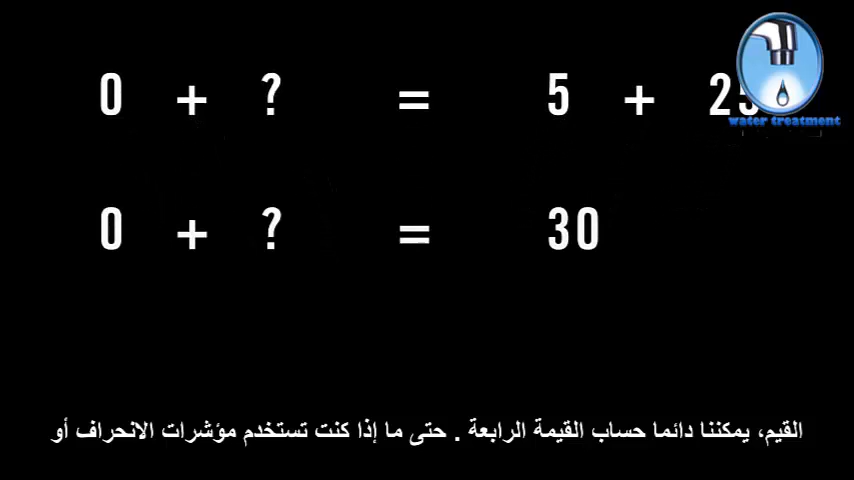 0 + ? = 5 + 25
water treatment
0 + ? = 30
القيم، يمكننا دائما حساب القيمة الرابعة . حتى ما إذا كنت تستخدم مؤشرات الانحراف أو